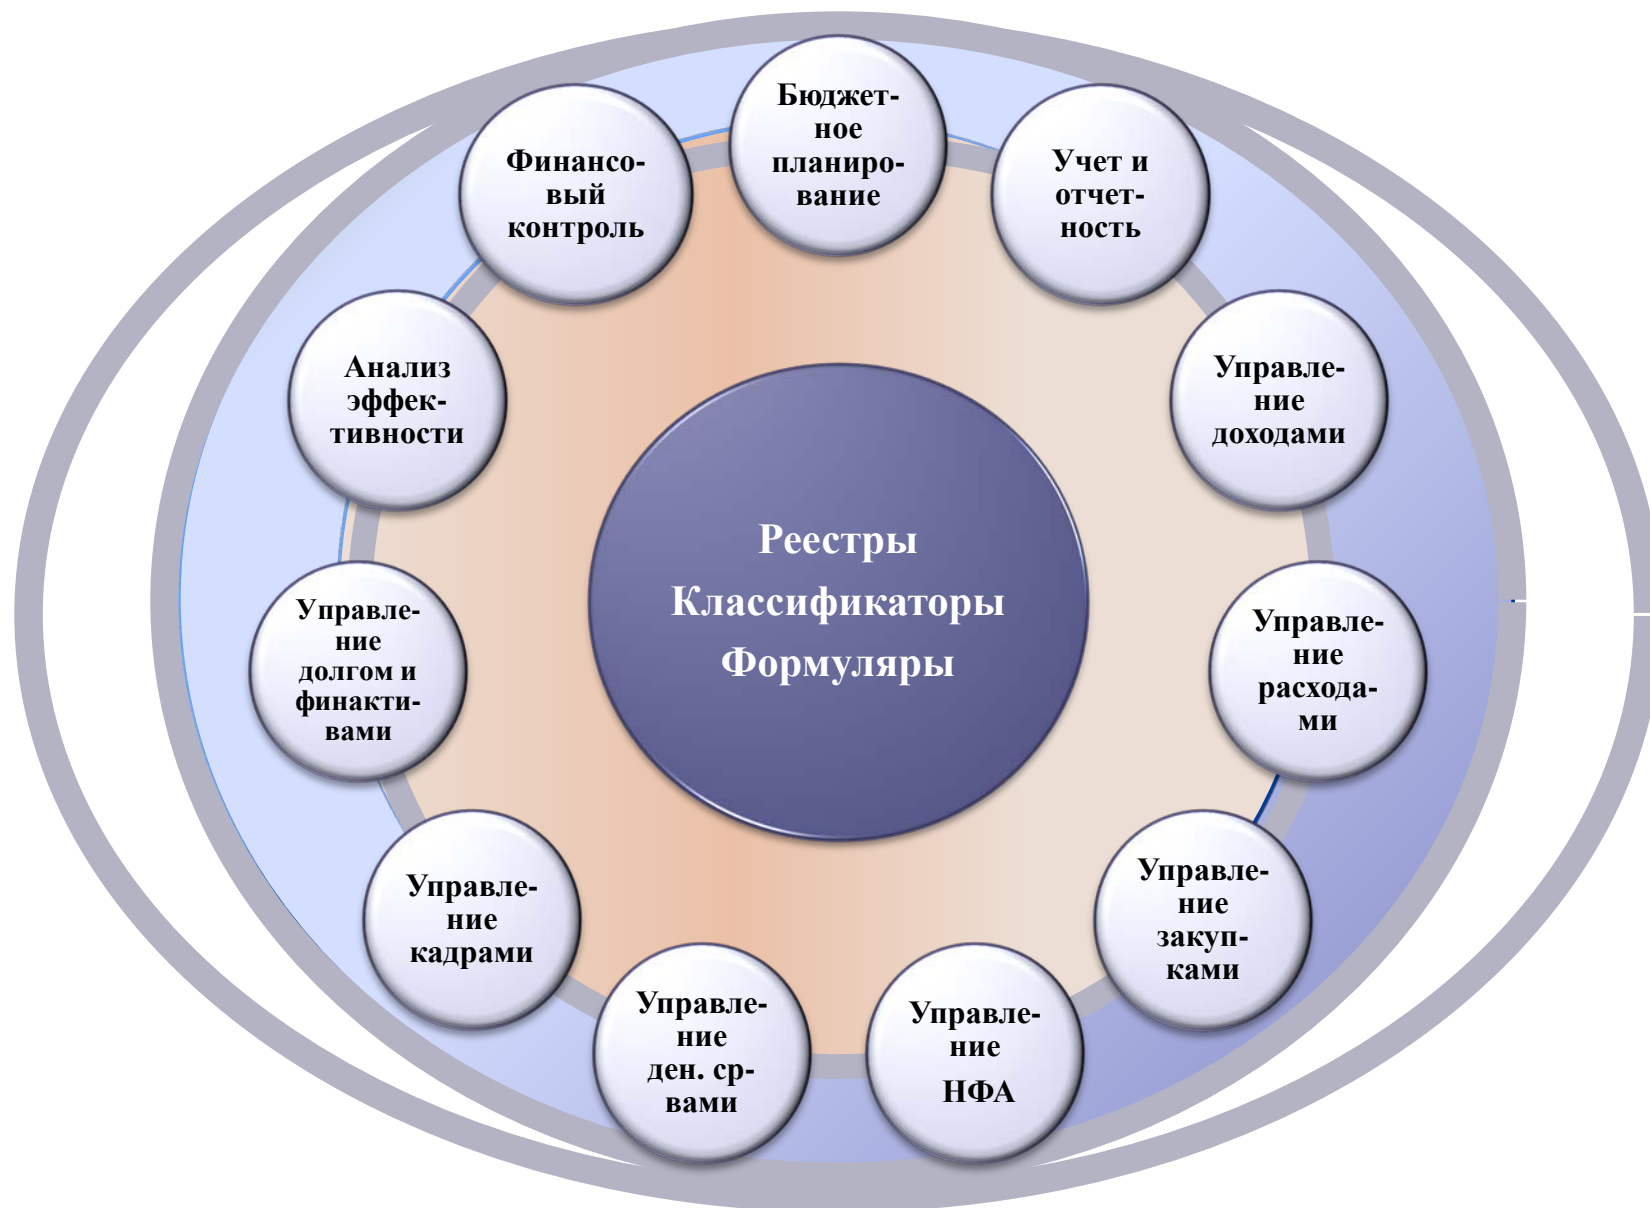 Бюджет-
ное
планиро-
вание
Учет и
отчет-
ность
Управле-
ние
доходами
Управле-
ние
расхода-
ми
Управле-
ние
закуп-
ками
Управле-
ние
НФА
Управле-
ние
ден. ср-
вами
Управле-
ние
кадрами
Управле-
ние
долгом и
финакти-
вами
Анализ
эффек-
тивности
Финансо-
вый
контроль
Реестры
Классификаторы
Формуляры